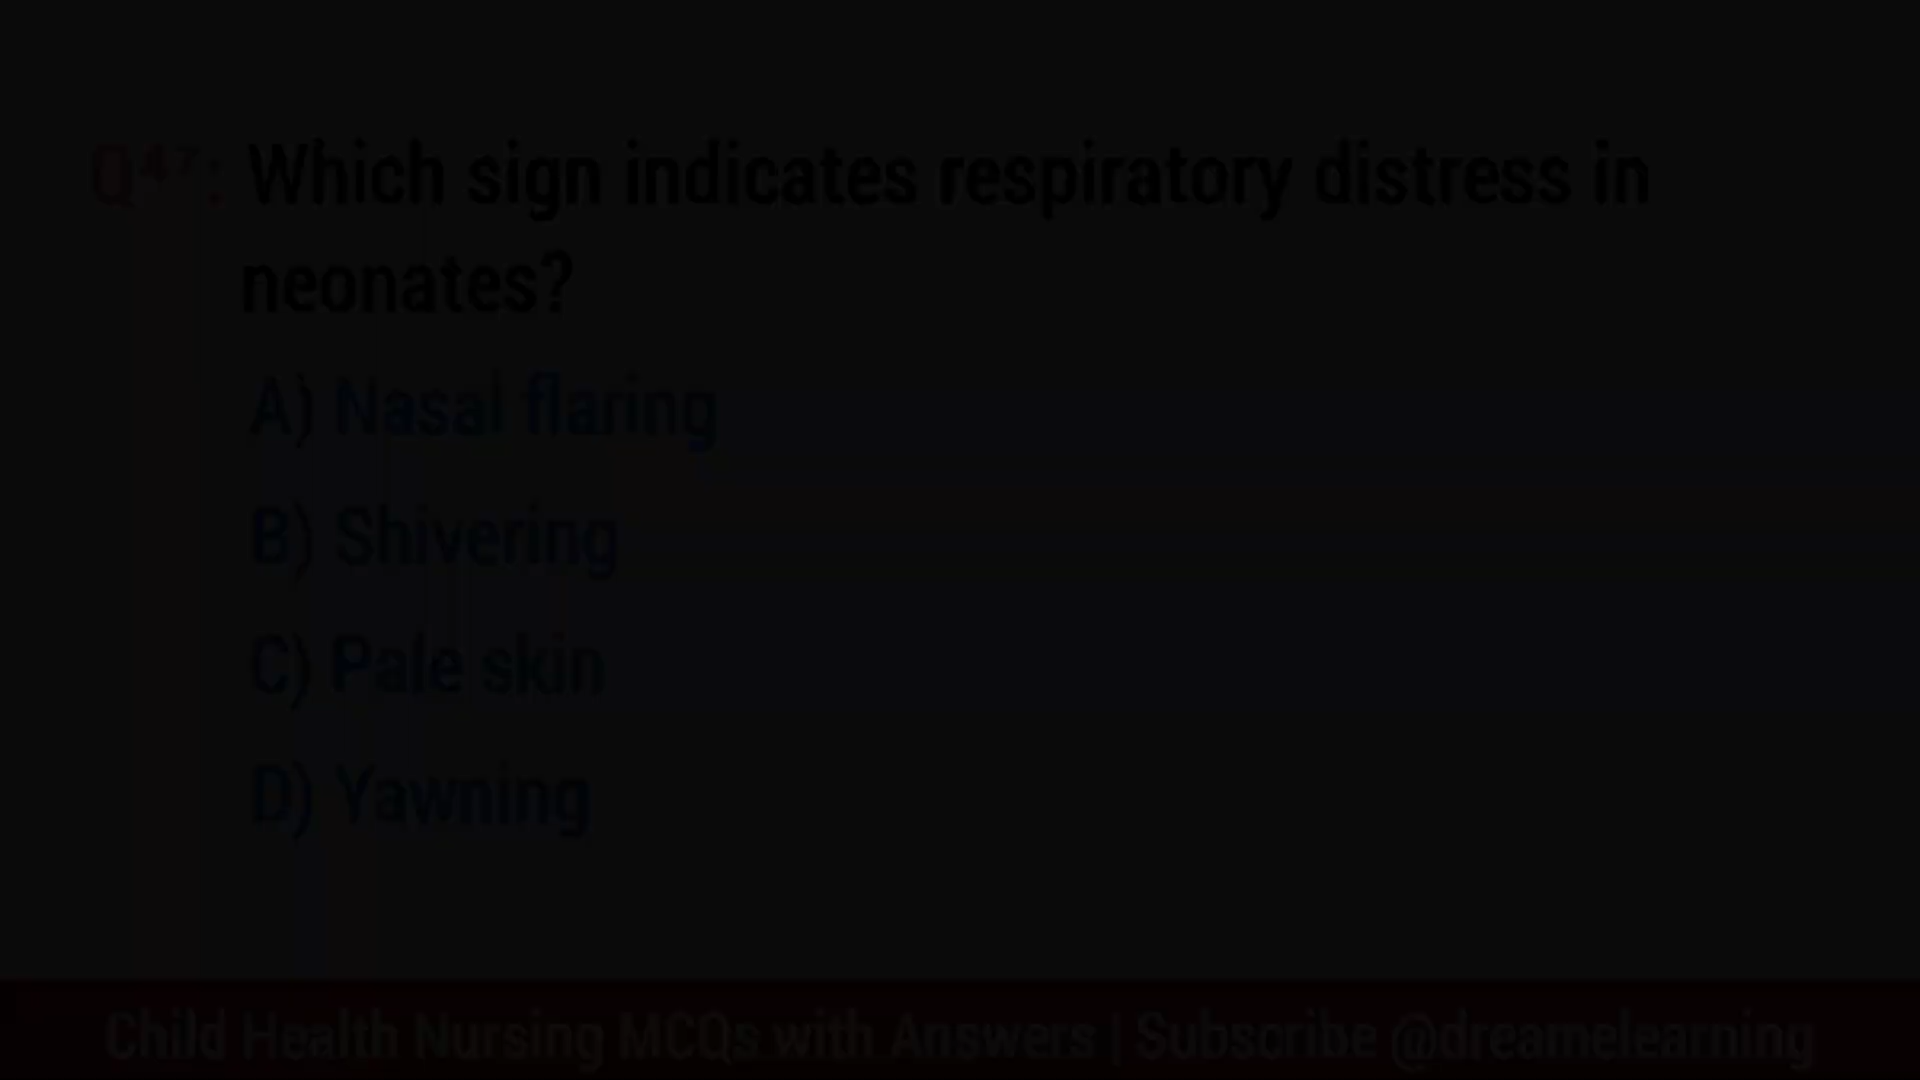 Q47: Which sign indicates respiratory distress in
neonates?
A) Nasal flaring
B) Shivering
C) Pale skin
D) Yawning
Child Health Nursing MCQs with Answers | Subscribe @dreamelearning